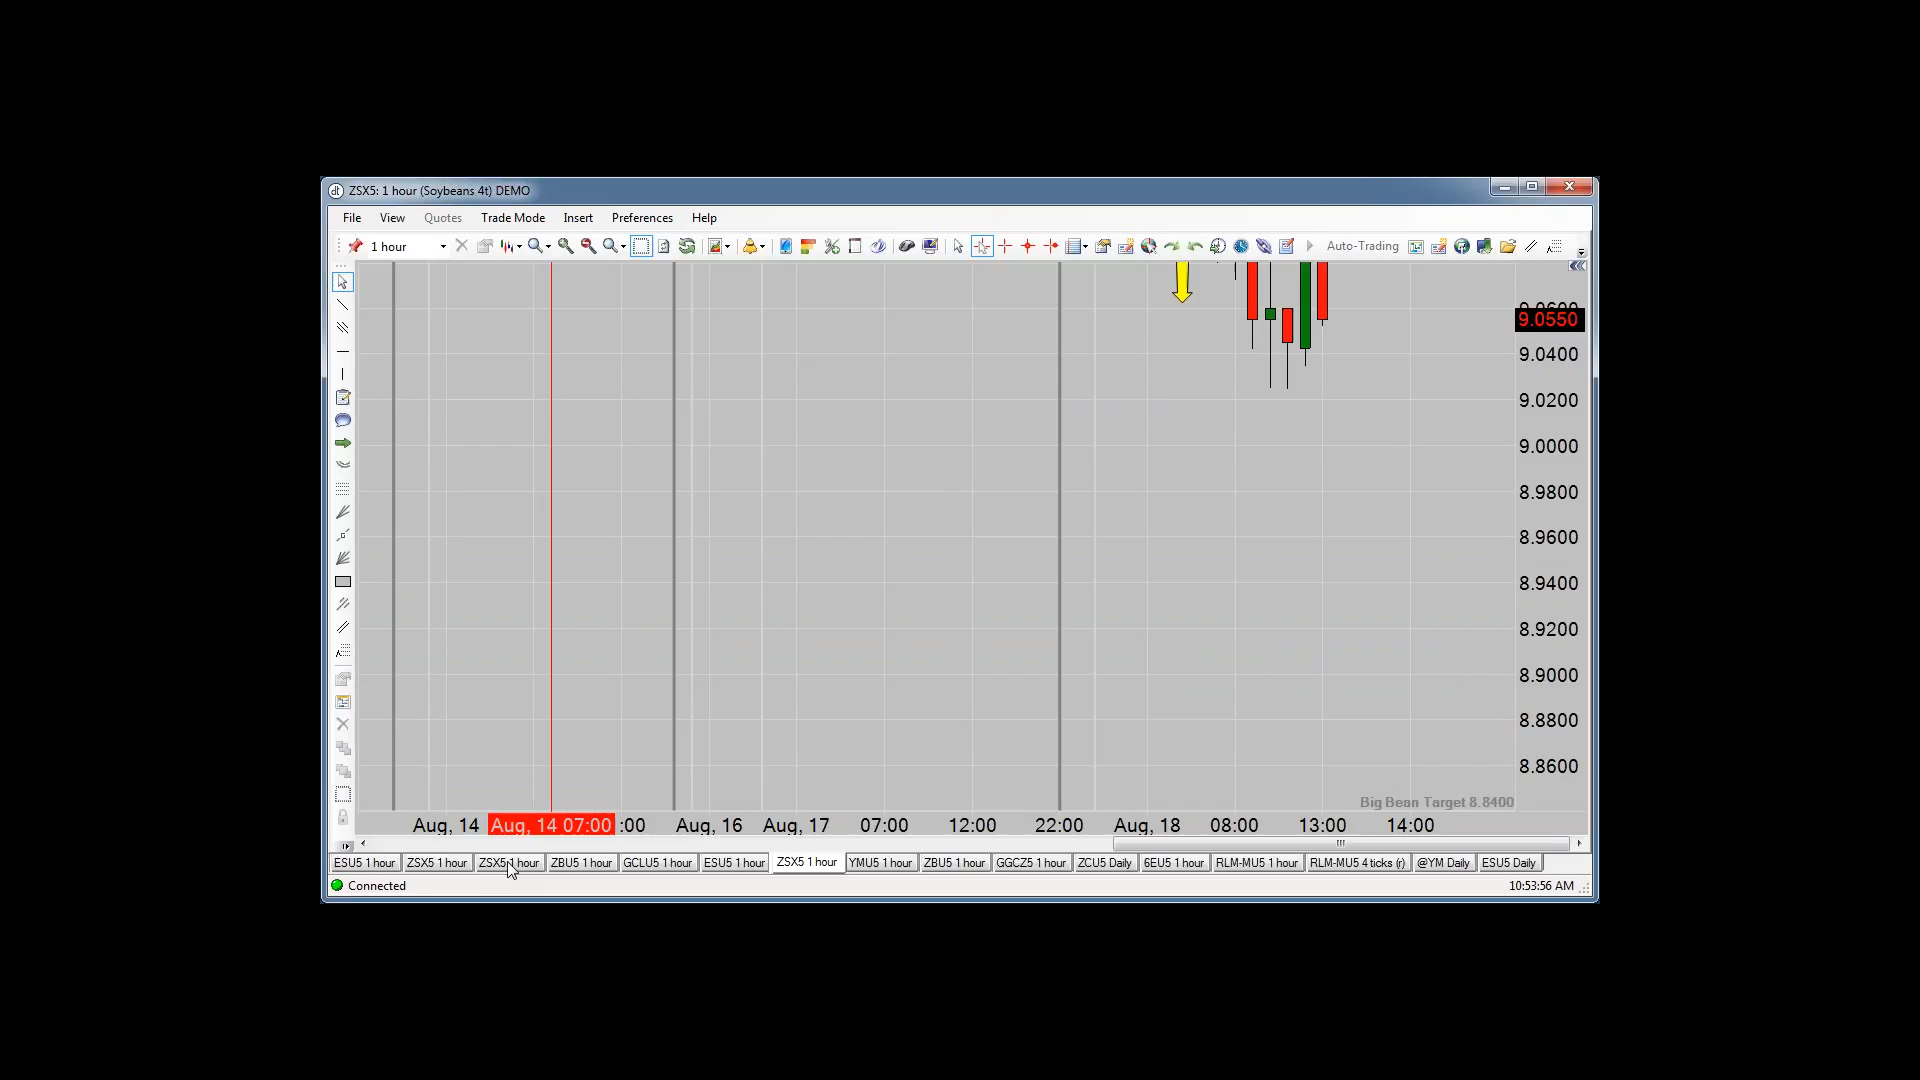 ZSX5: 1 hour (Soybeans 4t) DEMO
File View Quotes Trade Mode Insert Preferences Help
1 hour Auto-Trading
9.0550
9.0400
9.0200
9.0000
8.9800
8.9600
8.9400
8.9200
8.9000
8.8800
8.8600
Big Bean Target 8.8400
Aug, 14 Aug, 14 07:00 :00 Aug, 16 Aug, 17 07:00 12:00 22:00 Aug, 18 08:00 13:00 14:00
ESU5 1 hour ZSX5 1 hour ZSX5 1 hour ZBU5 1 hour GCLU5 1 hour ESU5 1 hour ZSX5 1 hour YMU5 1 hour ZBU5 1 hour GGCZ5 1 hour ZCU5 Daily 6EU5 1 hour RLM-MU5 1 hour RLM-MU5 4 ticks (r) @YM Daily ESU5 Daily
Connected 10:53:56 AM